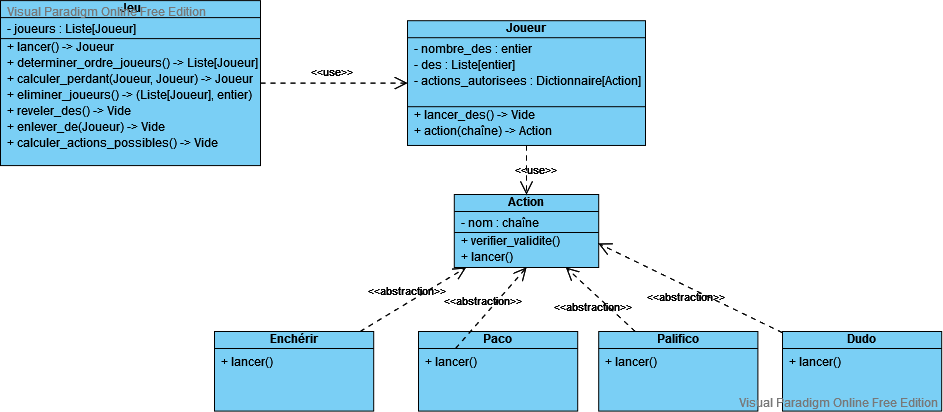 Visual Paradigm Online Free Edition
Jeu
- joueurs : Liste[Joueur]
+ lancer() -> Joueur
+ determiner_ordre_joueurs() -> Liste[Joueur]
+ calculer_perdant(Joueur, Joueur) -> Joueur
+ eliminer_joueurs() -> (Liste[Joueur], entier)
+ reveler_des() -> Vide
+ enlever_de(Joueur) -> Vide
+ calculer_actions_possibles() -> Vide
<<use>>
Joueur
- nombre_des : entier
- des : Liste[entier]
- actions_autorisees : Dictionnaire[Action]
+ lancer_des() -> Vide
+ action(chaîne) -> Action
<<use>>
Action
- nom : chaîne
+ verifier_validite()
+ lancer()
<<abstraction>>
<<abstraction>>
<<abstraction>>
<<abstraction>>
Enchérir
+ lancer()
Paco
+ lancer()
Palifico
+ lancer()
Dudo
+ lancer()
Visual Paradigm Online Free Edition